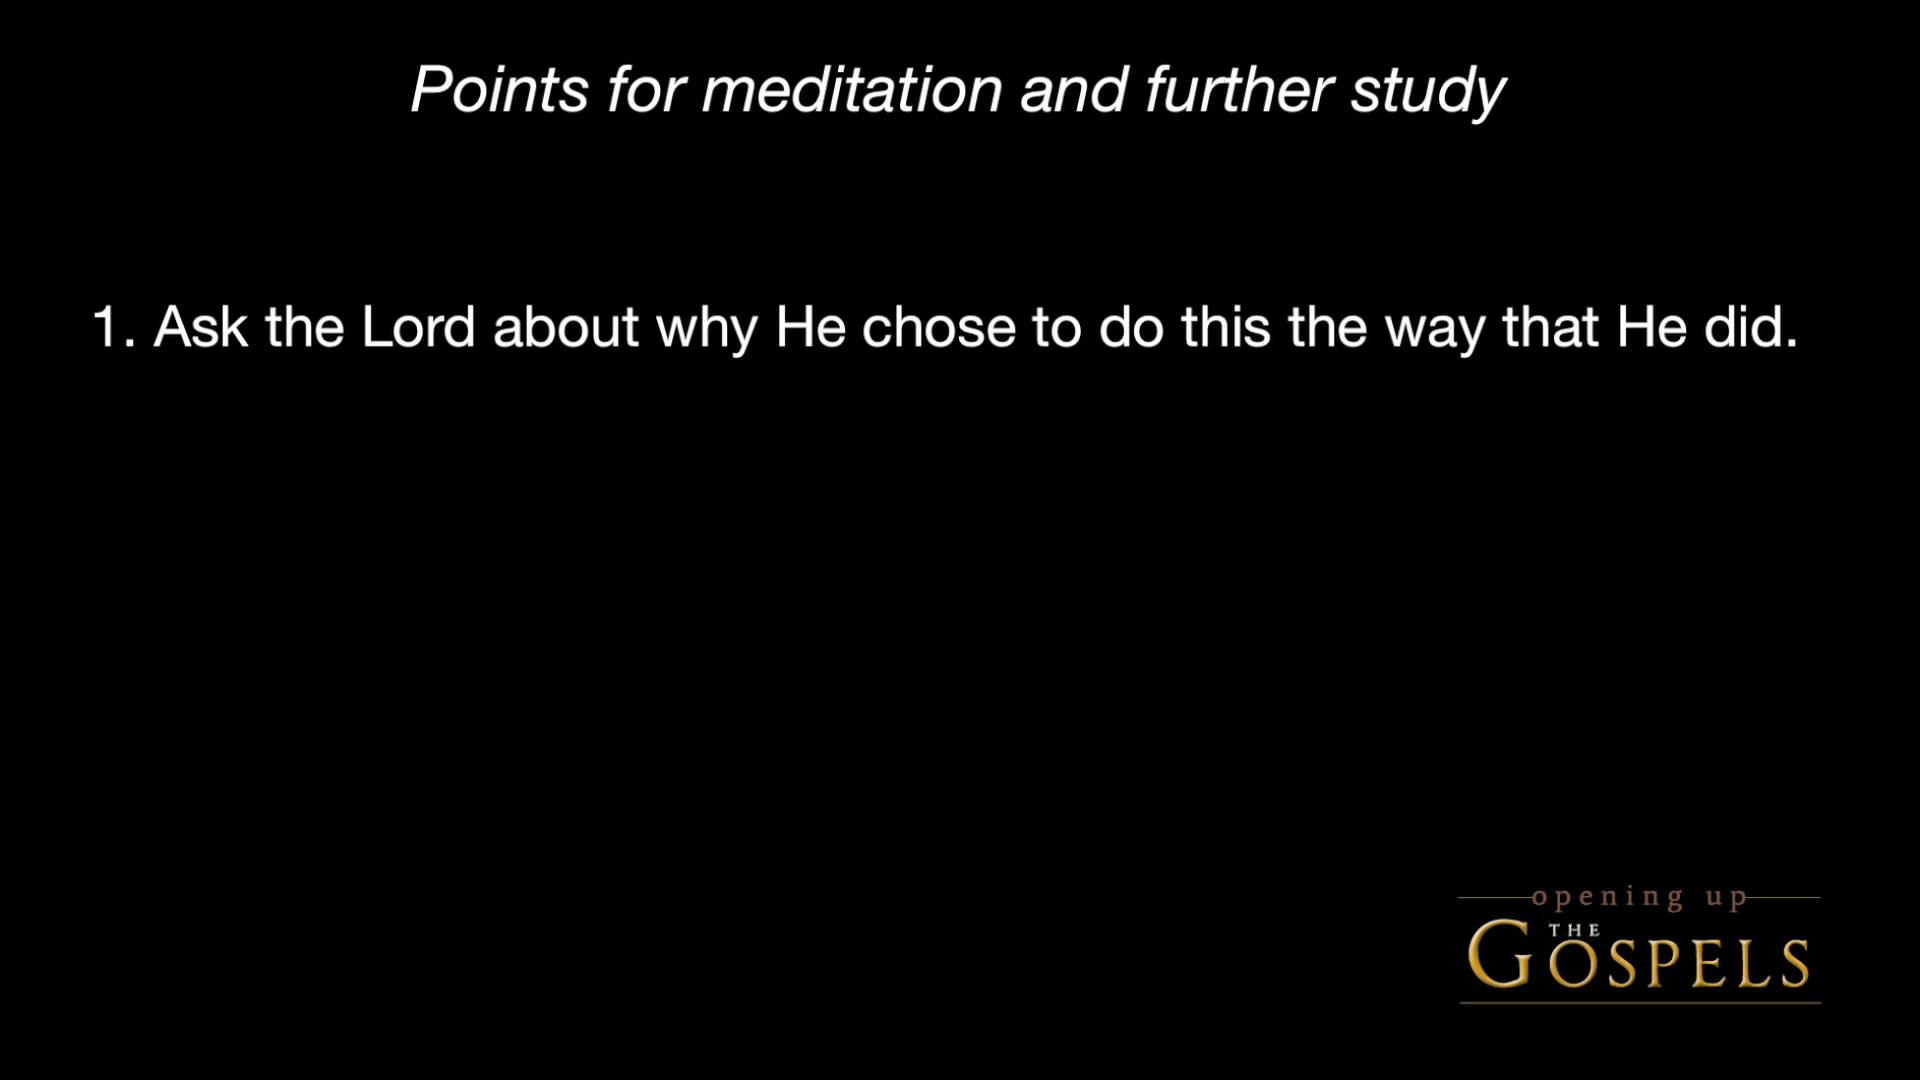 Points for meditation and further study
1. Ask the Lord about why He chose to do this the way that He did.
opening up
THE
GOSPELS